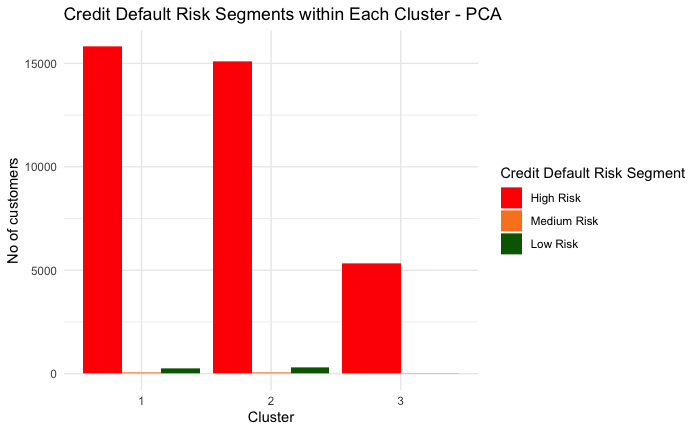 Credit Default Risk Segments within Each Cluster - PCA
15000
10000
5000
0
No of customers
1 2 3
Cluster
Credit Default Risk Segment
High Risk
Medium Risk
Low Risk